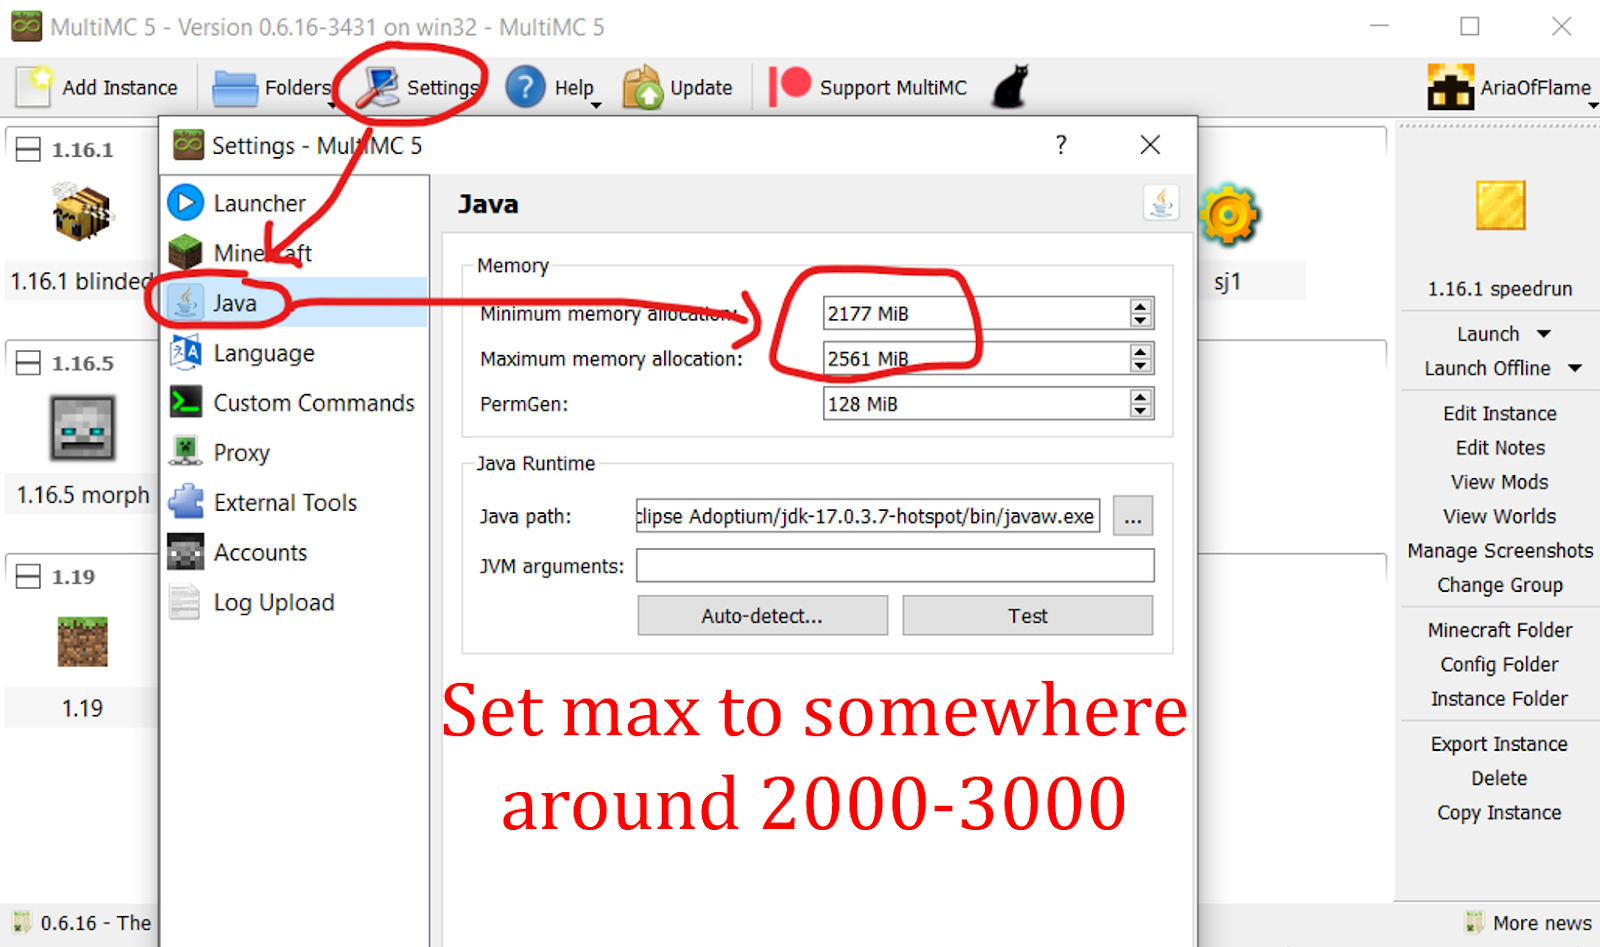 MultiMC 5 - Version 0.6.16-3431 on win32 - MultiMC 5
Add Instance
Folders
Settings
Help
Update
Support MultiMC
AriaOfFlame
1.16.1
1.16.1 blinded
1.16.5
1.16.5 morph
1.19
1.19
Settings - MultiMC 5
?
Launcher
Minecraft
Java
Language
Custom Commands
Proxy
External Tools
Accounts
Log Upload
Java
Memory
Minimum memory allocation: 2177 MiB
Maximum memory allocation: 2561 MiB
PermGen: 128 MiB
Java Runtime
Java path: clipse Adoptium/jdk-17.0.3.7-hotspot/bin/javaw.exe ...
JVM arguments:
Auto-detect... Test
Set max to somewhere
around 2000-3000
sj1
1.16.1 speedrun
Launch
Launch Offline
Edit Instance
Edit Notes
View Mods
View Worlds
Manage Screenshots
Change Group
Minecraft Folder
Config Folder
Instance Folder
Export Instance
Delete
Copy Instance
0.6.16 - The
More news